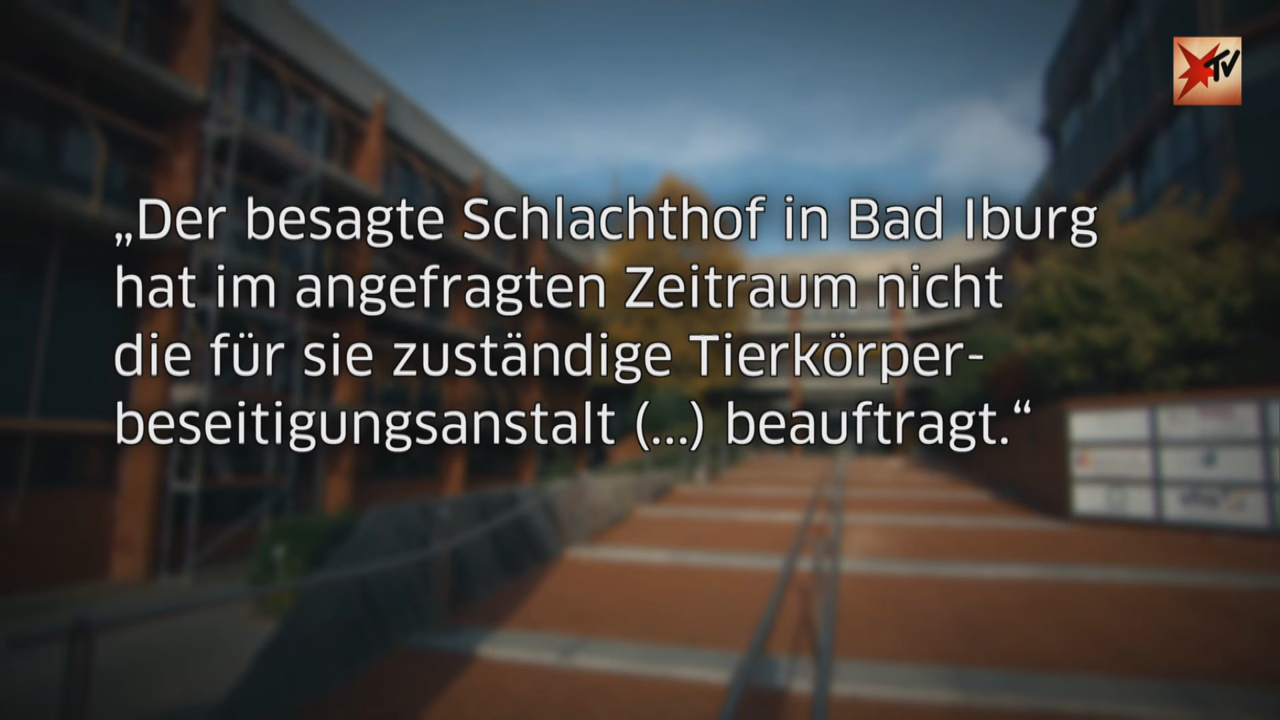 TV
„Der besagte Schlachthof in Bad Iburg
hat im angefragten Zeitraum nicht
die für sie zuständige Tierkörper-
beseitigungsanstalt (...) beauftragt.“